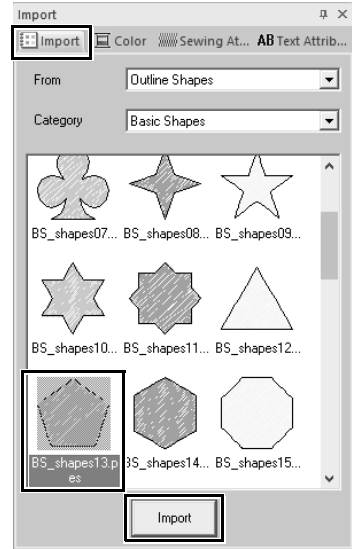 Import
Import Color Sewing At... AB Text Attrib...
From Outline Shapes
Category Basic Shapes
BS_shapes07... BS_shapes08... BS_shapes09...
BS_shapes10... BS_shapes11... BS_shapes12...
BS_shapes13.p BS_shapes14... BS_shapes15...
es
Import